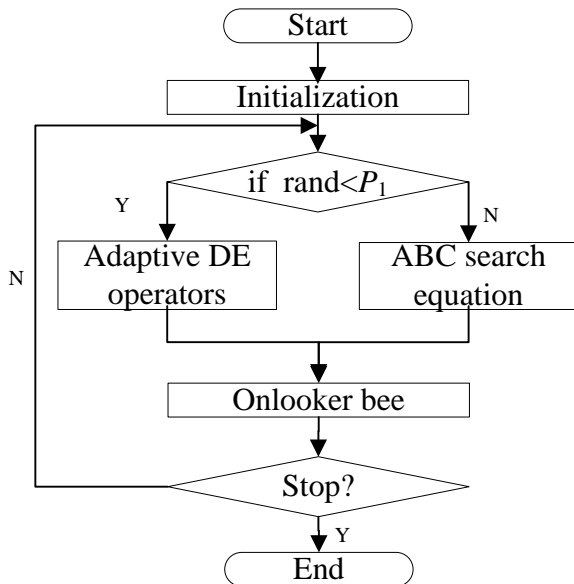 Start
Initialization
if rand<P1
Y
N
Adaptive DE
operators
ABC search
equation
N
Onlooker bee
Stop?
Y
End